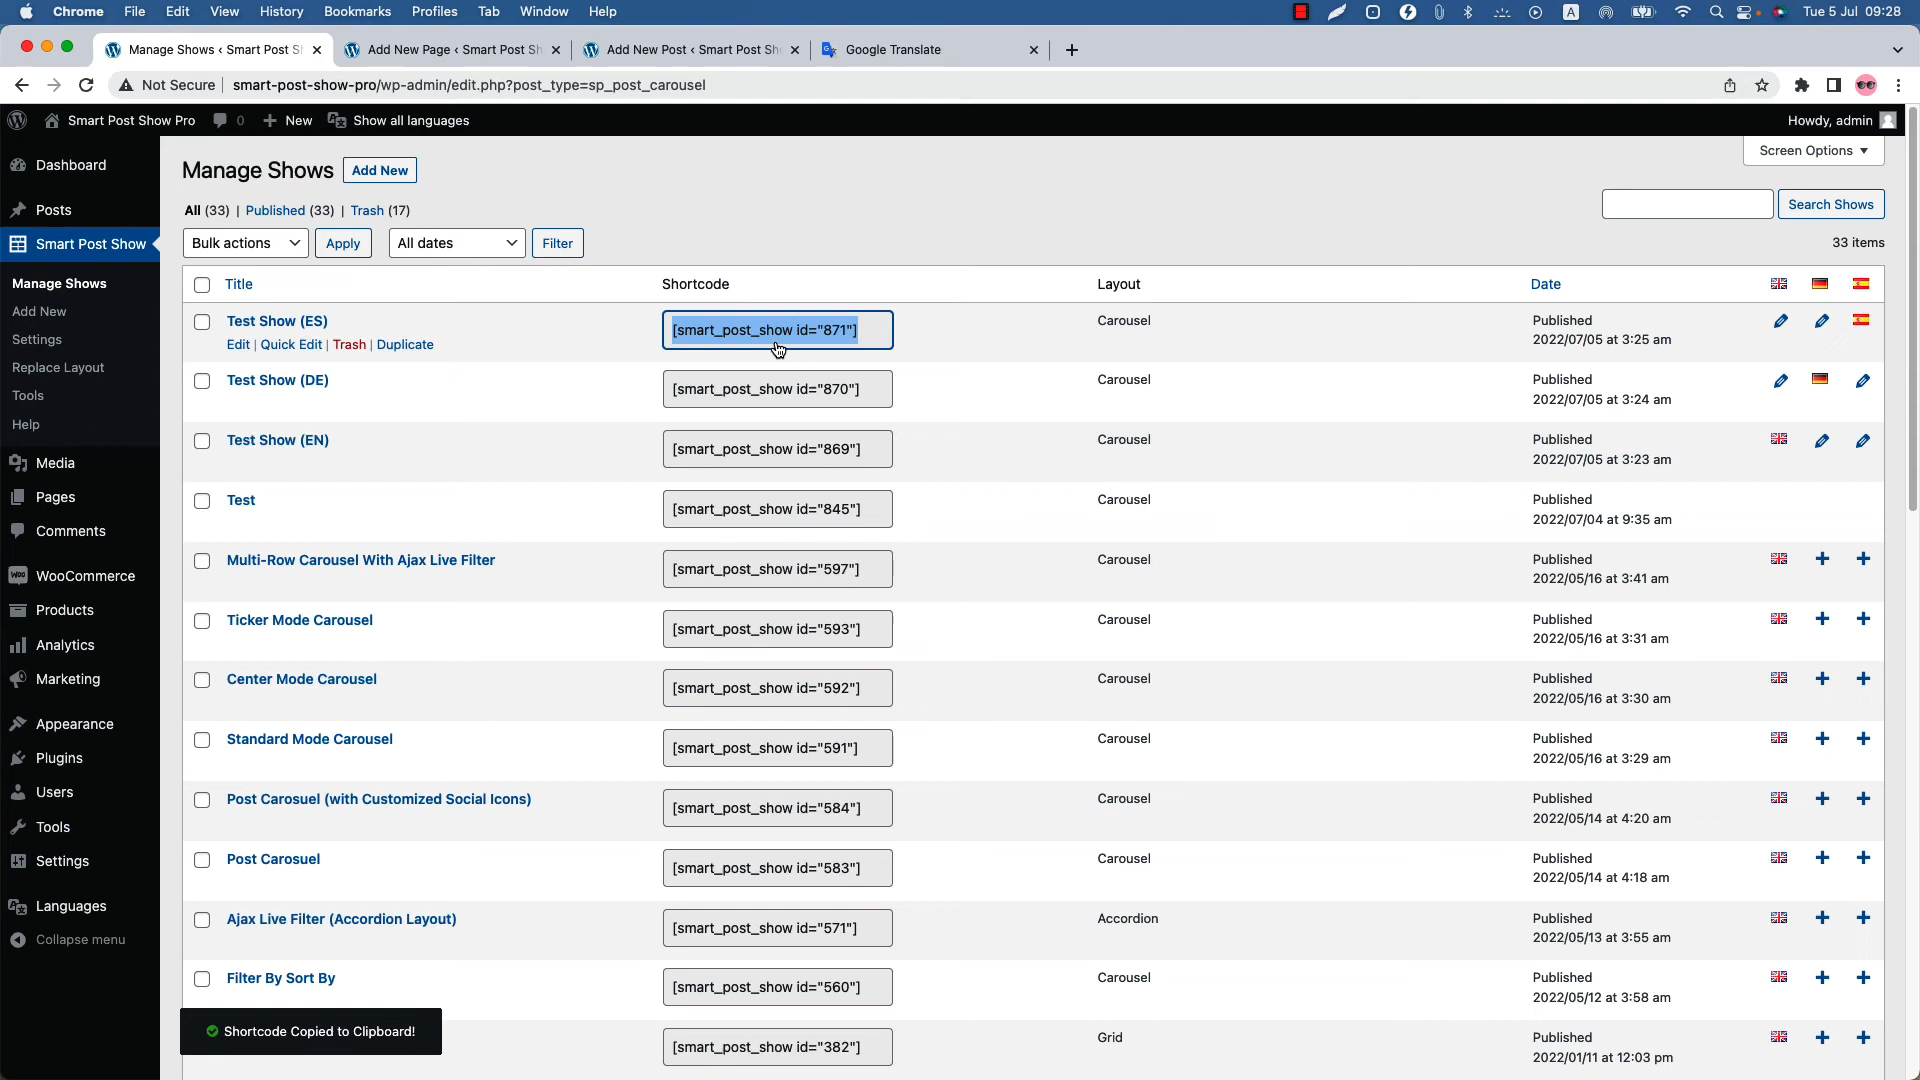 Chrome File Edit View History Bookmarks Profiles Tab Window Help A Tue 5 Jul 09:28
Manage Shows ‹ Smart Post S Add New Page ‹ Smart Post Sh Add New Post ‹ Smart Post Sh Google Translate
Not Secure smart-post-show-pro/wp-admin/edit.php?post_type=sp_post_carousel
Smart Post Show Pro 0 New Show all languages Howdy, admin
Screen Options
Dashboard
Posts
Smart Post Show
Manage Shows
Add New
Settings
Replace Layout
Tools
Help
Media
Pages
Comments
Woo WooCommerce
Products
Analytics
Marketing
Appearance
Plugins
Users
Tools
Settings
Languages
Collapse menu
Manage Shows Add New
All (33) | Published (33) | Trash (17)
Search Shows
Bulk actions Apply All dates Filter
33 items
Title Shortcode Layout Date
Test Show (ES) [smart_post_show id="871"] Carousel Published
Edit | Quick Edit | Trash | Duplicate 2022/07/05 at 3:25 am
Test Show (DE) [smart_post_show id="870"] Carousel Published
2022/07/05 at 3:24 am
Test Show (EN) [smart_post_show id="869"] Carousel Published
2022/07/05 at 3:23 am
Test [smart_post_show id="845"] Carousel Published
2022/07/04 at 9:35 am
Multi-Row Carousel With Ajax Live Filter [smart_post_show id="597"] Carousel Published
2022/05/16 at 3:41 am
Ticker Mode Carousel [smart_post_show id="593"] Carousel Published
2022/05/16 at 3:31 am
Center Mode Carousel [smart_post_show id="592"] Carousel Published
2022/05/16 at 3:30 am
Standard Mode Carousel [smart_post_show id="591"] Carousel Published
2022/05/16 at 3:29 am
Post Carosuel (with Customized Social Icons) [smart_post_show id="584"] Carousel Published
2022/05/14 at 4:20 am
Post Carosuel [smart_post_show id="583"] Carousel Published
2022/05/14 at 4:18 am
Ajax Live Filter (Accordion Layout) [smart_post_show id="571"] Accordion Published
2022/05/13 at 3:55 am
Filter By Sort By [smart_post_show id="560"] Carousel Published
2022/05/12 at 3:58 am
[smart_post_show id="382"] Grid Published
2022/01/11 at 12:03 pm
Shortcode Copied to Clipboard!